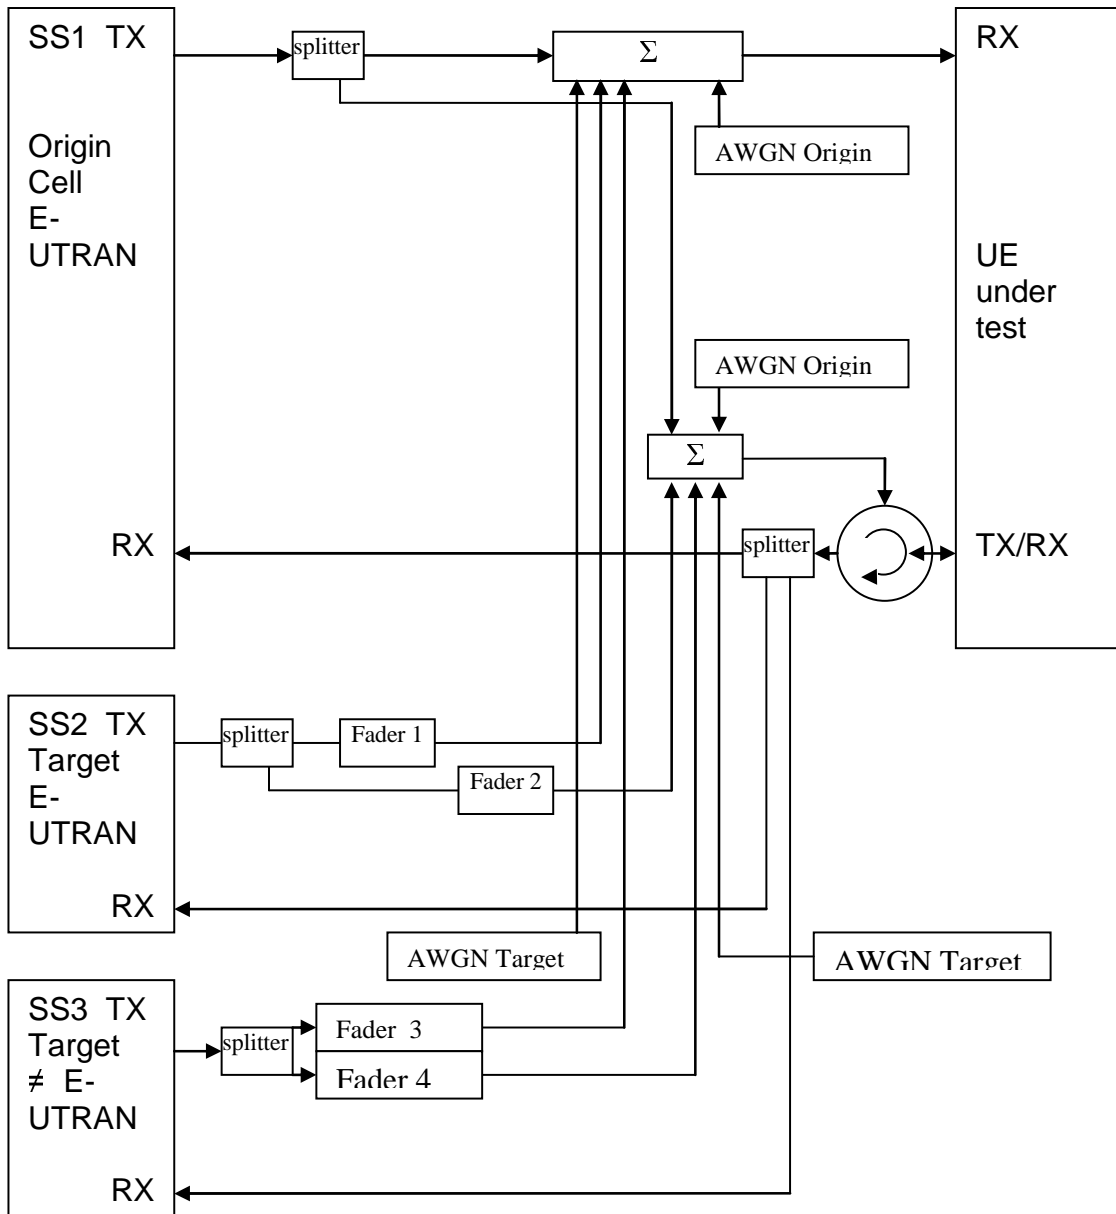 SS1 TX
splitter
Σ
RX
Origin
Cell
E-
UTRAN
AWGN Origin
UE
under
test
AWGN Origin
Σ
RX
splitter
TX/RX
SS2 TX
Target
E-
UTRAN
splitter
Fader 1
Fader 2
RX
AWGN Target
AWGN Target
SS3 TX
Target
≠ E-
UTRAN
splitter
Fader 3
Fader 4
RX